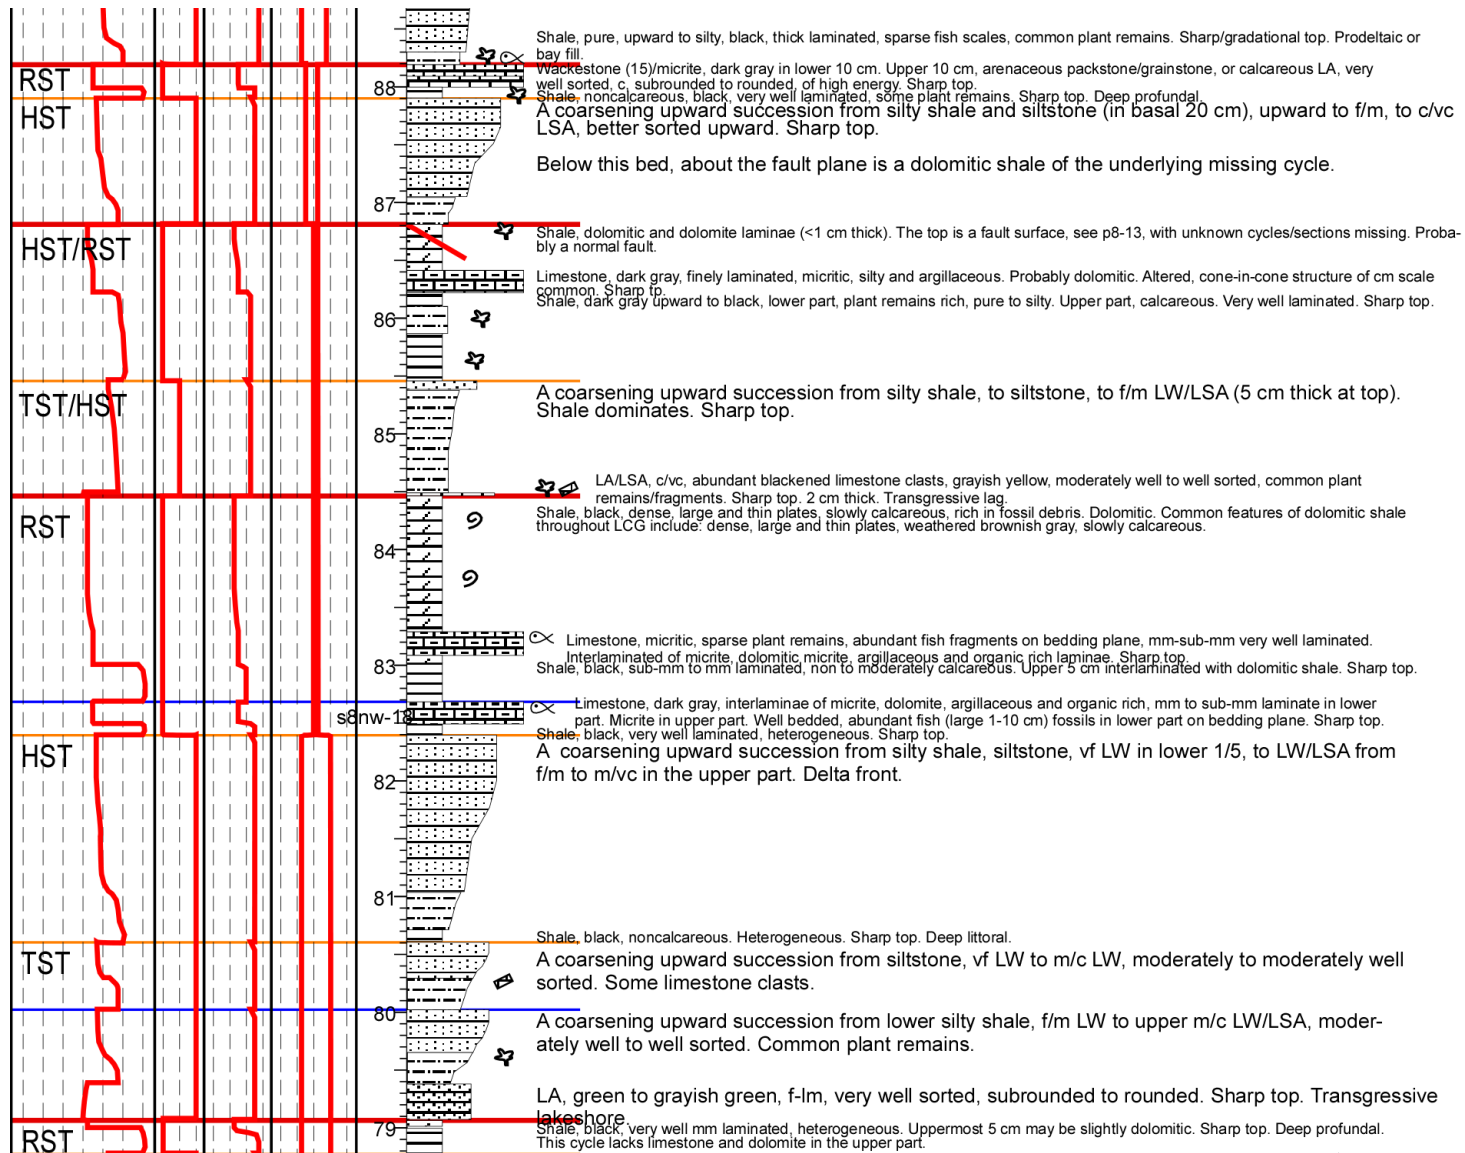 Shale, pure, upward to silty, black, thick laminated, sparse fish scales, common plant remains. Sharp/gradational top. Prodeltaic or
bay fill.
RST
88
Wackestone (15)/micrite, dark gray in lower 10 cm. Upper 10 cm, arenaceous packstone/grainstone, or calcareous LA, very
well sorted, c, subrounded to rounded, of high energy. Sharp top.
Shale, noncalcareous, black, very well laminated, some plant remains. Sharp top. Deep profundal.
HST
A coarsening upward succession from silty shale and siltstone (in basal 20 cm), upward to f/m, to c/vc
LSA, better sorted upward. Sharp top.
Below this bed, about the fault plane is a dolomitic shale of the underlying missing cycle.
87
HST/RST
Shale, dolomitic and dolomite laminae (<1 cm thick). The top is a fault surface, see p8-13, with unknown cycles/sections missing. Proba-
bly a normal fault.
Limestone, dark gray, finely laminated, micritic, silty and argillaceous. Probably dolomitic. Altered, cone-in-cone structure of cm scale
common. Sharp tp.
Shale, dark gray upward to black, lower part, plant remains rich, pure to silty. Upper part, calcareous. Very well laminated. Sharp top.
86
TST/HST
A coarsening upward succession from silty shale, to siltstone, to f/m LW/LSA (5 cm thick at top).
Shale dominates. Sharp top.
85
LA/LSA, c/vc, abundant blackened limestone clasts, grayish yellow, moderately well to well sorted, common plant
remains/fragments. Sharp top. 2 cm thick. Transgressive lag.
RST
Shale, black, dense, large and thin plates, slowly calcareous, rich in fossil debris. Dolomitic. Common features of dolomitic shale
throughout LCG include: dense, large and thin plates, weathered brownish gray, slowly calcareous.
84
Limestone, micritic, sparse plant remains, abundant fish fragments on bedding plane, mm-sub-mm very well laminated.
Interlaminated of micrite, dolomitic micrite, argillaceous and organic rich laminae. Sharp top.
83
Shale, black, sub-mm to mm laminated, non to moderately calcareous. Upper 5 cm interlaminated with dolomitic shale. Sharp top.
s8nw-18
Limestone, dark gray, interlaminae of micrite, dolomite, argillaceous and organic rich, mm to sub-mm laminate in lower
part. Micrite in upper part. Well bedded, abundant fish (large 1-10 cm) fossils in lower part on bedding plane. Sharp top.
Shale, black, very well laminated, heterogeneous. Sharp top.
HST
A coarsening upward succession from silty shale, siltstone, vf LW in lower 1/5, to LW/LSA from
f/m to m/vc in the upper part. Delta front.
82
81
Shale, black, noncalcareous. Heterogeneous. Sharp top. Deep littoral.
TST
A coarsening upward succession from siltstone, vf LW to m/c LW, moderately to moderately well
sorted. Some limestone clasts.
80
A coarsening upward succession from lower silty shale, f/m LW to upper m/c LW/LSA, moder-
ately well to well sorted. Common plant remains.
LA, green to grayish green, f-lm, very well sorted, subrounded to rounded. Sharp top. Transgressive
lakeshore.
79
RST
Shale, black, very well mm laminated, heterogeneous. Uppermost 5 cm may be slightly dolomitic. Sharp top. Deep profundal.
This cycle lacks limestone and dolomite in the upper part.